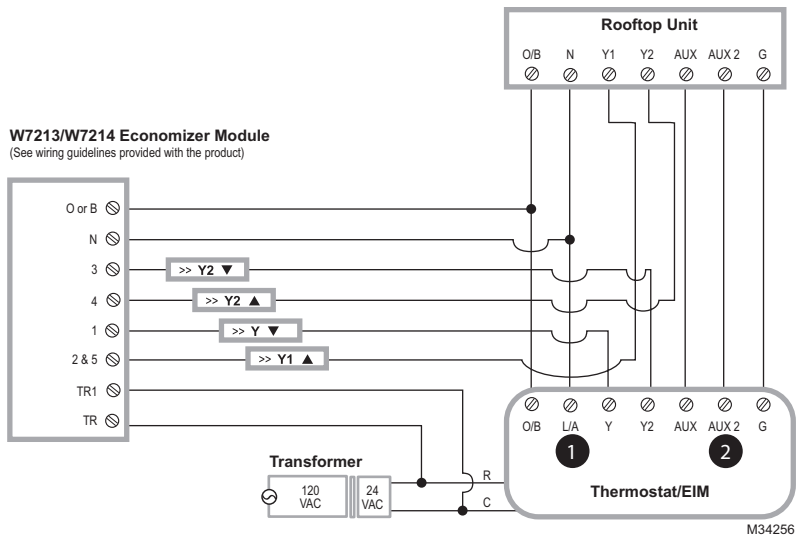 Rooftop Unit
O/B N Y1 Y2 AUX AUX 2 G
W7213/W7214 Economizer Module
(See wiring guidelines provided with the product)
O or B
N
3 >> Y2 ▼
4 >> Y2 ▲
1 >> Y ▼
2 & 5 >> Y1 ▲
TR1
TR
O/B L/A Y Y2 AUX AUX 2 G
1 2
Transformer
120 VAC
24 VAC
R
C
Thermostat/EIM
M34256